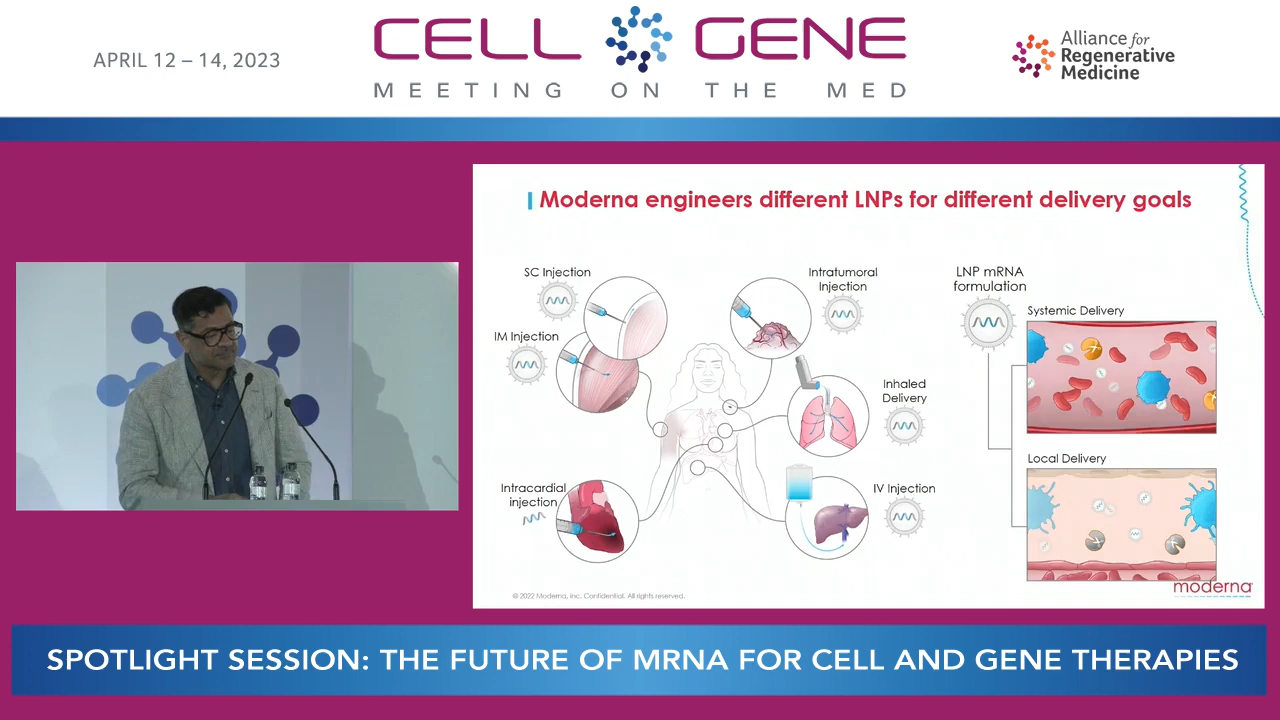 APRIL 12 – 14, 2023
CELL GENE
MEETING ON THE MED
Alliance for
Regenerative
Medicine
Moderna engineers different LNPs for different delivery goals
SC Injection
IM Injection
Intracardial
injection
Intratumoral
Injection
Inhaled
Delivery
IV Injection
LNP mRNA
formulation
Systemic Delivery
Local Delivery
© 2022 Moderna, Inc. Confidential. All rights reserved.
moderna
SPOTLIGHT SESSION: THE FUTURE OF MRNA FOR CELL AND GENE THERAPIES